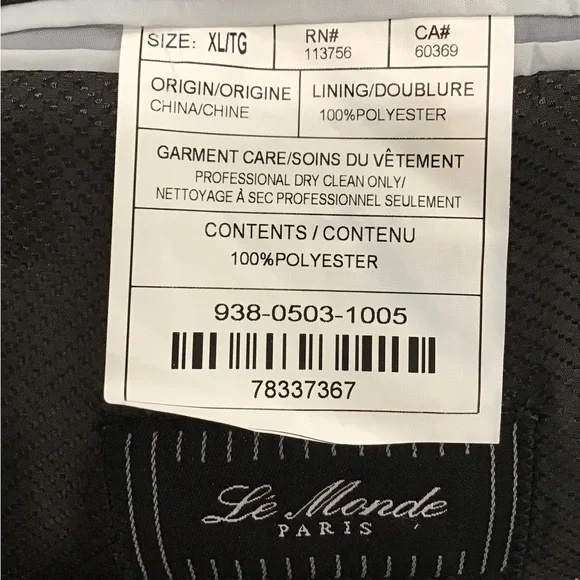 SIZE: XL/TG RN# CA#
113756 60369
ORIGIN/ORIGINE LINING/DOUBLURE
CHINA/CHINE 100%POLYESTER
GARMENT CARE/SOINS DU VÊTEMENT
PROFESSIONAL DRY CLEAN ONLY/
NETTOYAGE À SEC PROFESSIONNEL SEULEMENT
CONTENTS / CONTENU
100%POLYESTER
938-0503-1005
78337367
Le Monde
PARIS